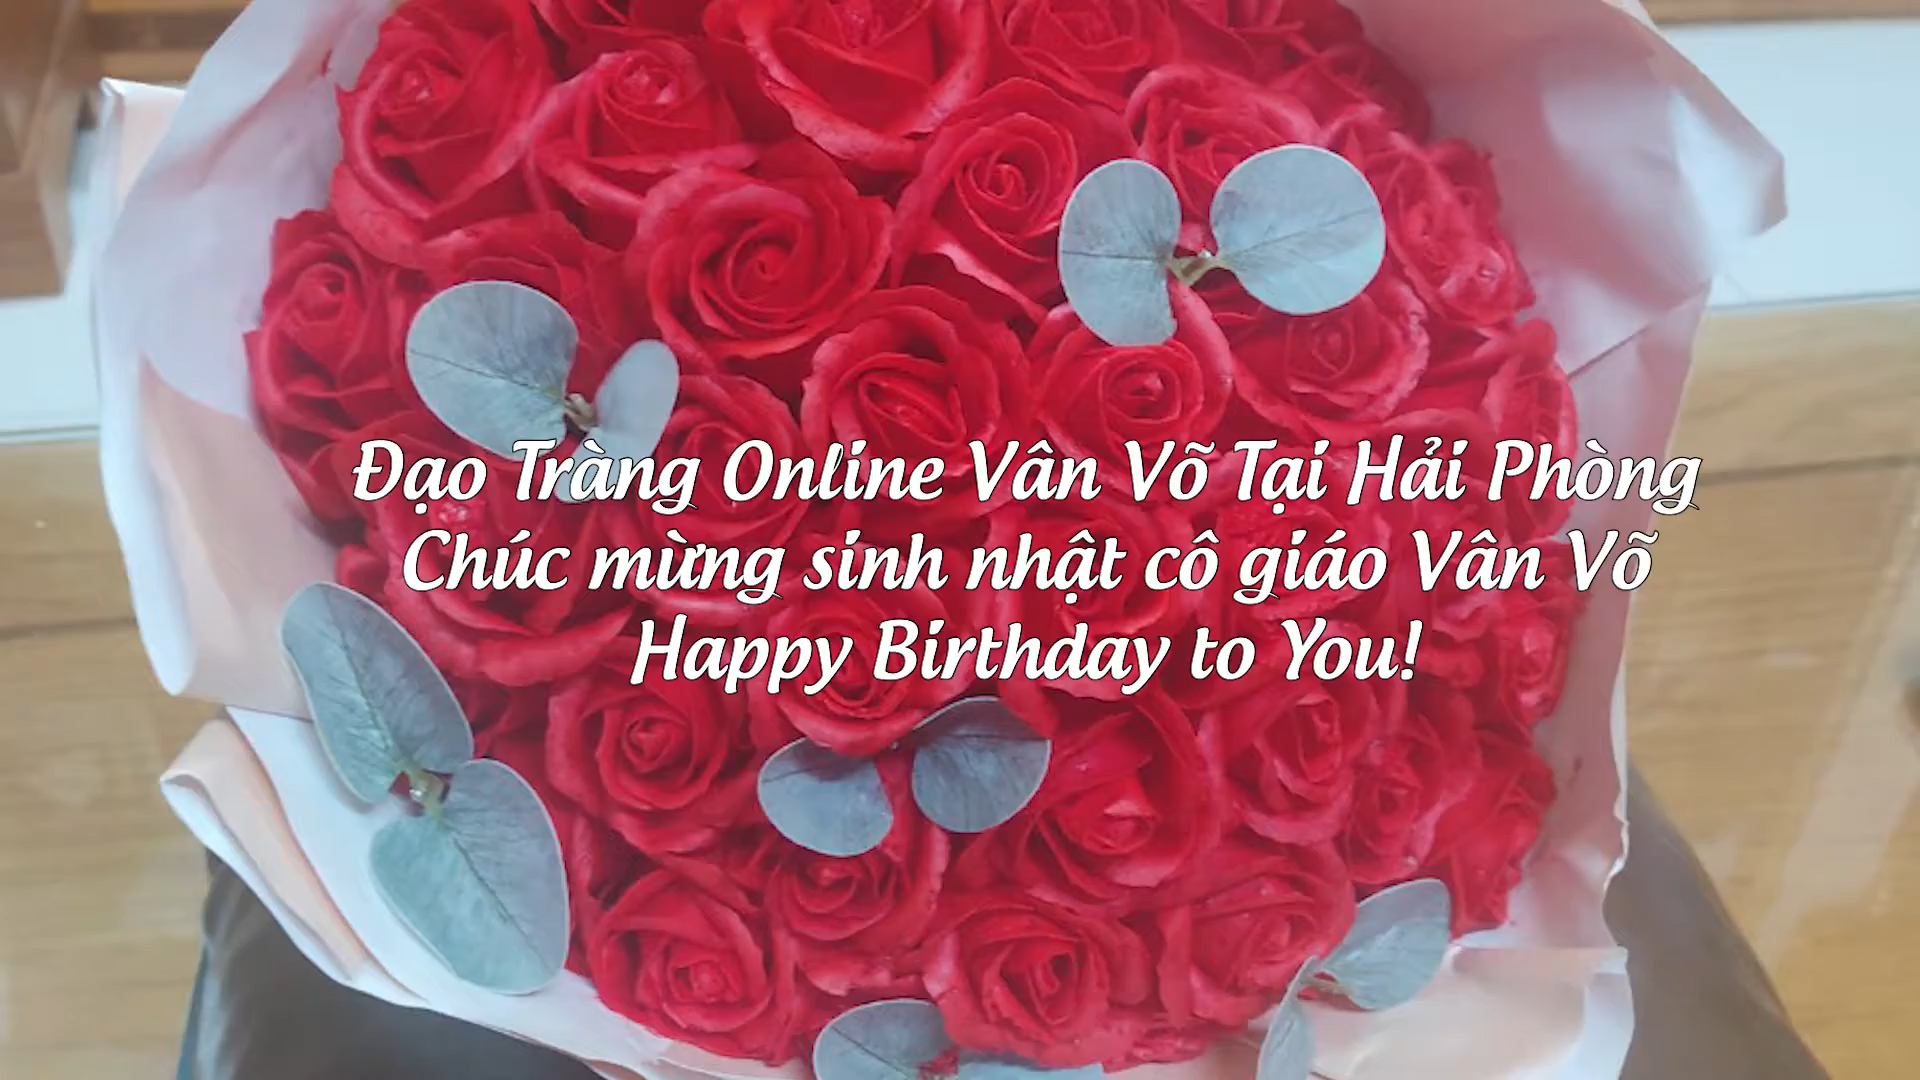 Đạo Tràng Online Vân Võ Tại Hải Phòng
Chúc mừng sinh nhật cô giáo Vân Võ
Happy Birthday to You!